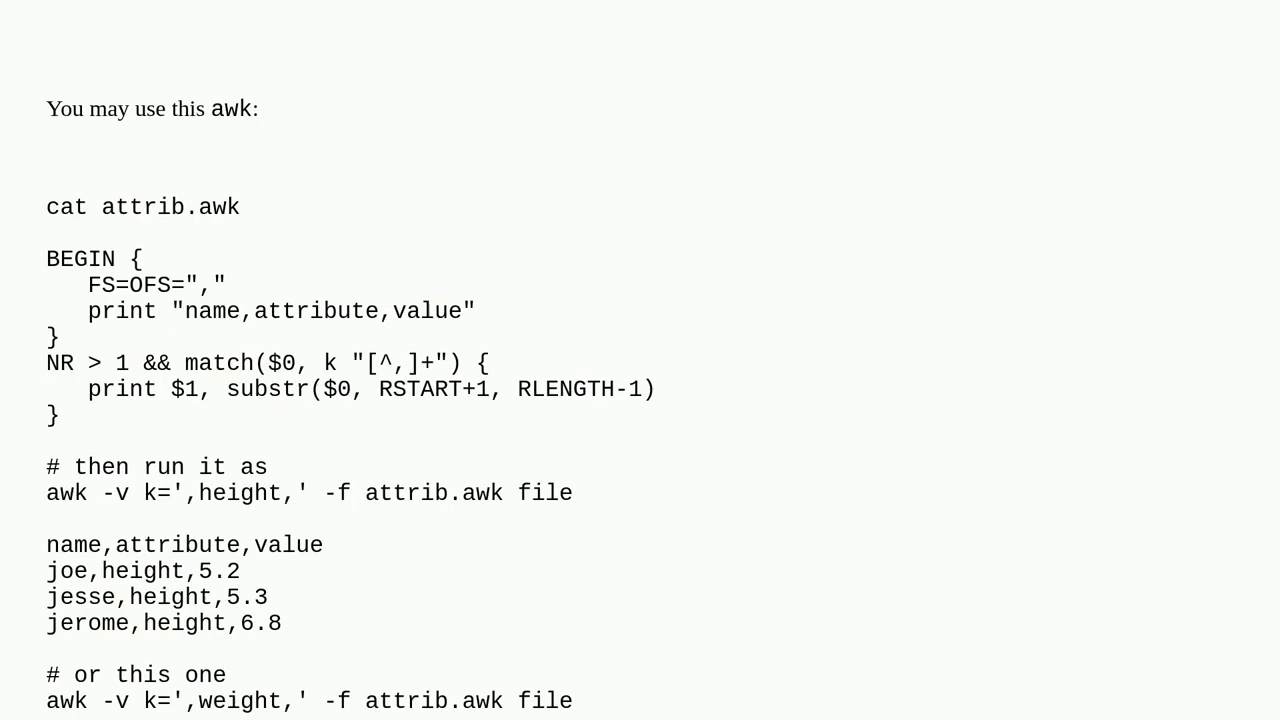 You may use this awk:
cat attrib.awk
BEGIN {
   FS=OFS=","
   print "name,attribute,value"
}
NR > 1 && match($0, k "[^,]+") {
   print $1, substr($0, RSTART+1, RLENGTH-1)
}
# then run it as
awk -v k=',height,' -f attrib.awk file
name,attribute,value
joe,height,5.2
jesse,height,5.3
jerome,height,6.8
# or this one
awk -v k=',weight,' -f attrib.awk file